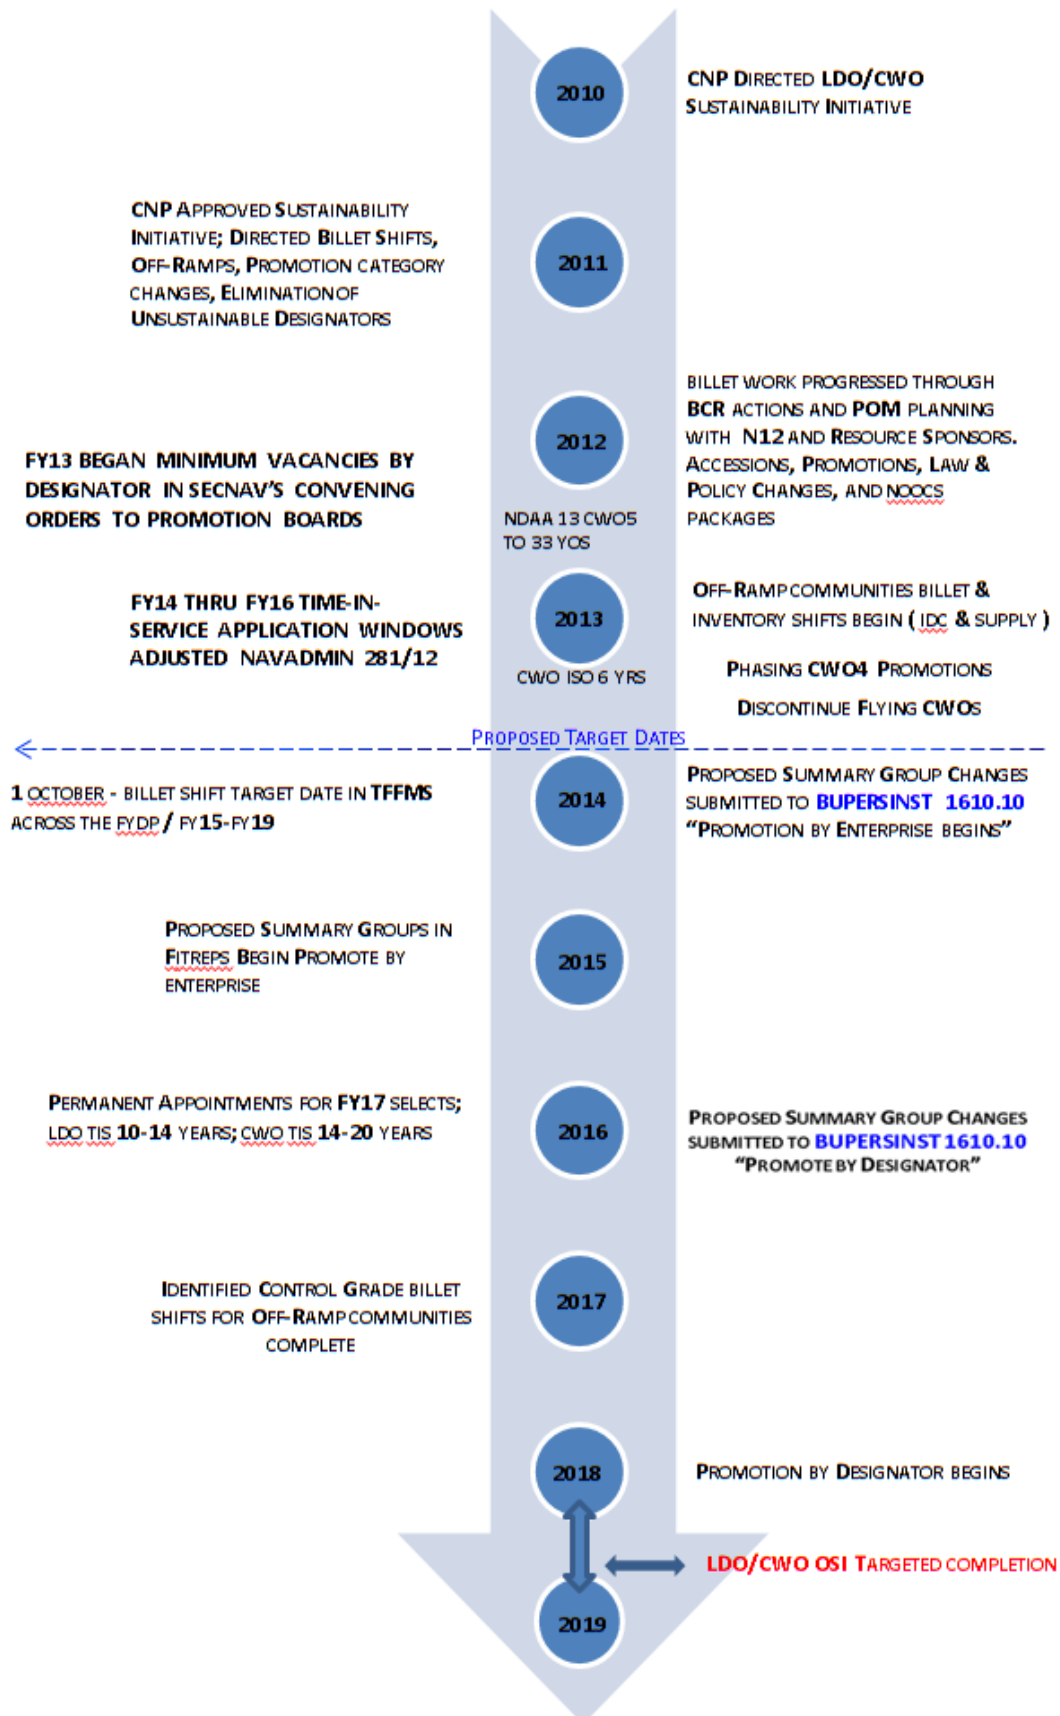 2010
CNP DIRECTED LDO/CWO
SUSTAINABILITY INITIATIVE
CNP APPROVED SUSTAINABILITY
INITIATIVE; DIRECTED BILLET SHIFTS,
OFF-RAMPS, PROMOTION CATEGORY
CHANGES, ELIMINATION OF
UNSUSTAINABLE DESIGNATORS
2011
BILLET WORK PROGRESSED THROUGH
BCR ACTIONS AND POM PLANNING
WITH N12 AND RESOURCE SPONSORS.
ACCESSIONS, PROMOTIONS, LAW &
POLICY CHANGES, AND NOOCS
PACKAGES
2012
FY13 BEGAN MINIMUM VACANCIES BY
DESIGNATOR IN SECNAV'S CONVENING
ORDERS TO PROMOTION BOARDS
NDAA 13 CWO5
TO 33 YOS
FY14 THRU FY16 TIME-IN-
SERVICE APPLICATION WINDOWS
ADJUSTED NAVADMIN 281/12
2013
CWO ISO 6 YRS
OFF-RAMP COMMUNITIES BILLET &
INVENTORY SHIFTS BEGIN ( IDC & SUPPLY )
PHASING CWO4 PROMOTIONS
DISCONTINUE FLYING CWOS
PROPOSED TARGET DATES
1 OCTOBER - BILLET SHIFT TARGET DATE IN TFFMS
ACROSS THE FYDP / FY15-FY19
2014
PROPOSED SUMMARY GROUP CHANGES
SUBMITTED TO BUPERSINST 1610.10
"PROMOTION BY ENTERPRISE BEGINS"
PROPOSED SUMMARY GROUPS IN
FITREPS BEGIN PROMOTE BY
ENTERPRISE
2015
PERMANENT APPOINTMENTS FOR FY17 SELECTS;
LDO TIS 10-14 YEARS; CWO TIS 14-20 YEARS
2016
PROPOSED SUMMARY GROUP CHANGES
SUBMITTED TO BUPERSINST 1610.10
"PROMOTE BY DESIGNATOR"
IDENTIFIED CONTROL GRADE BILLET
SHIFTS FOR OFF-RAMP COMMUNITIES
COMPLETE
2017
2018
PROMOTION BY DESIGNATOR BEGINS
LDO/CWO OSI TARGETED COMPLETION
2019